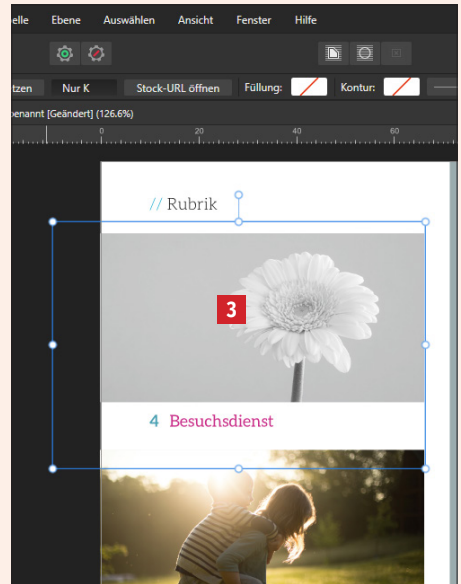 elle Ebene Auswählen Ansicht Fenster Hilfe
tzen Nur K Stock-URL öffnen Füllung: Kontur:
benannt [Geändert] (126.6%)
0 20 40 60
// Rubrik
3
4 Besuchsdienst